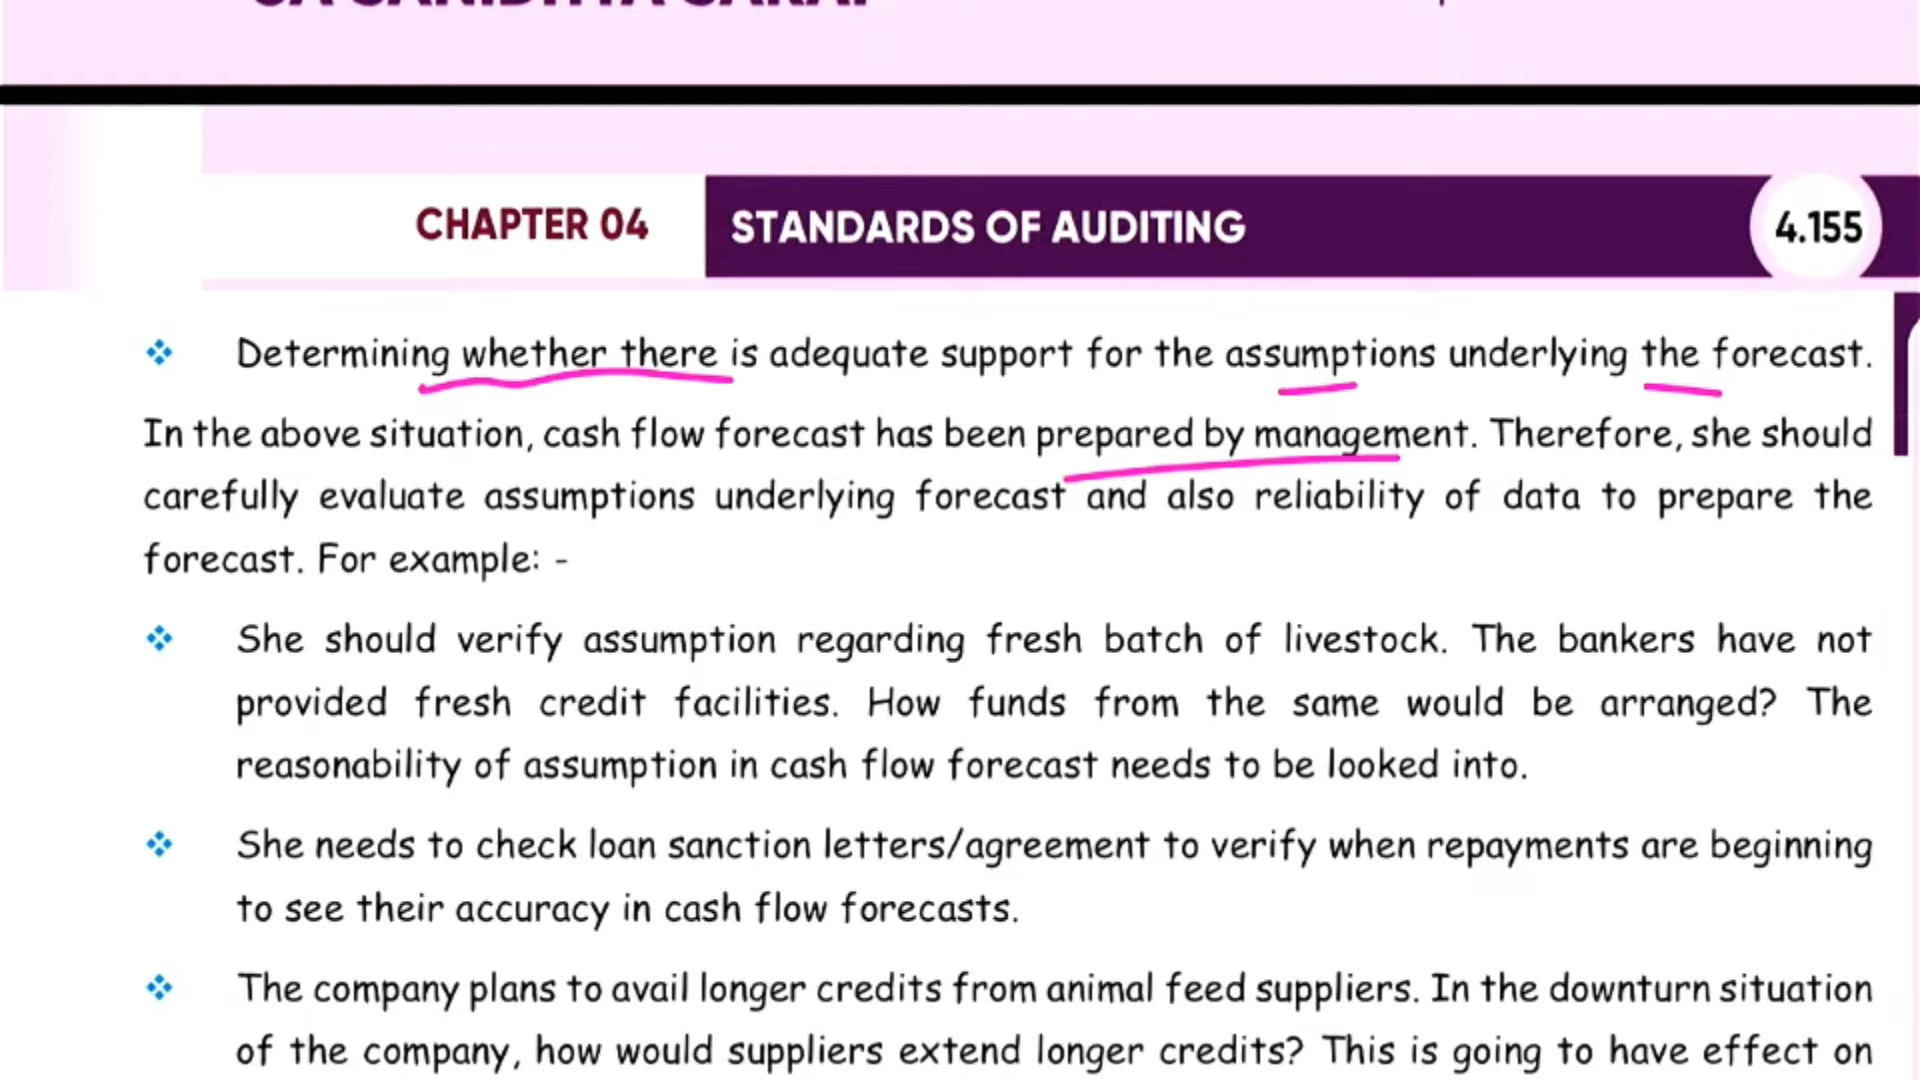 CHAPTER 04 STANDARDS OF AUDITING 4.155
Determining whether there is adequate support for the assumptions underlying the forecast.
In the above situation, cash flow forecast has been prepared by management. Therefore, she should
carefully evaluate assumptions underlying forecast and also reliability of data to prepare the
forecast. For example: -
She should verify assumption regarding fresh batch of livestock. The bankers have not
provided fresh credit facilities. How funds from the same would be arranged? The
reasonability of assumption in cash flow forecast needs to be looked into.
She needs to check loan sanction letters/agreement to verify when repayments are beginning
to see their accuracy in cash flow forecasts.
The company plans to avail longer credits from animal feed suppliers. In the downturn situation
of the company, how would suppliers extend longer credits? This is going to have effect on